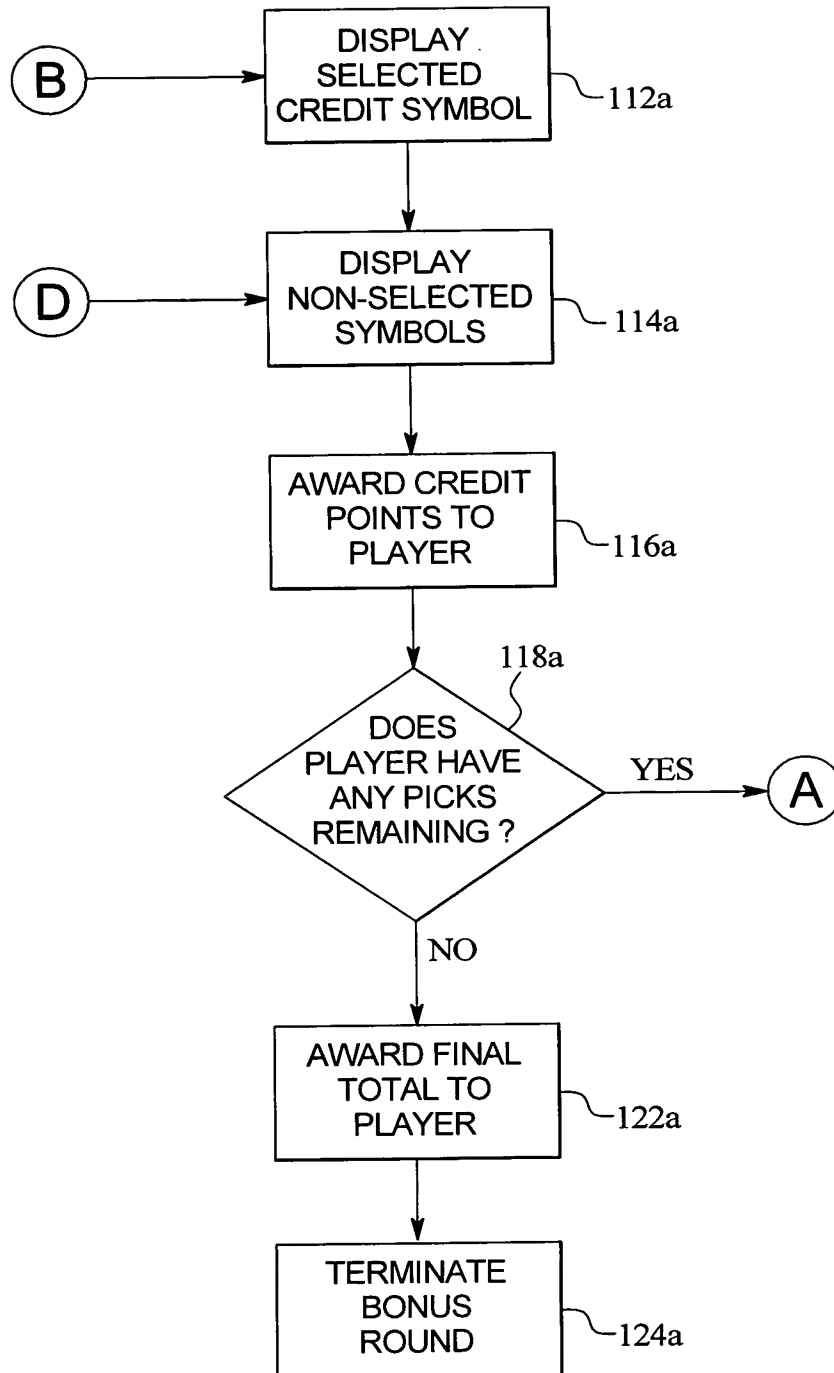 DISPLAY
SELECTED
CREDIT SYMBOL
B
112a
DISPLAY
NON-SELECTED
SYMBOLS
D
114a
AWARD CREDIT
POINTS TO
PLAYER
116a
118a
DOES
PLAYER HAVE
ANY PICKS
REMAINING ?
YES
A
NO
AWARD FINAL
TOTAL TO
PLAYER
122a
TERMINATE
BONUS
ROUND
124a